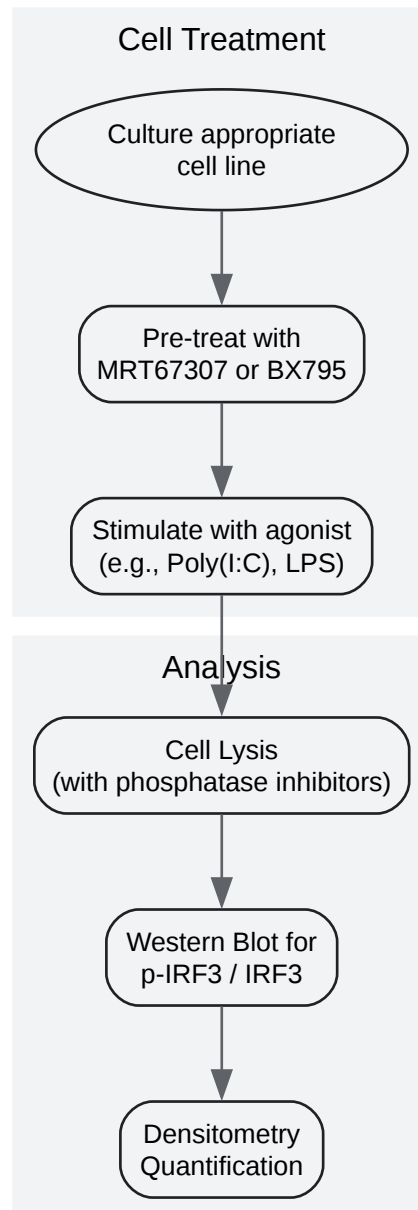 Cell Treatment
Culture appropriate
cell line
Pre-treat with
MRT67307 or BX795
Stimulate with agonist
(e.g., Poly(I:C), LPS)
Analysis
Cell Lysis
(with phosphatase inhibitors)
Western Blot for
p-IRF3 / IRF3
Densitometry
Quantification